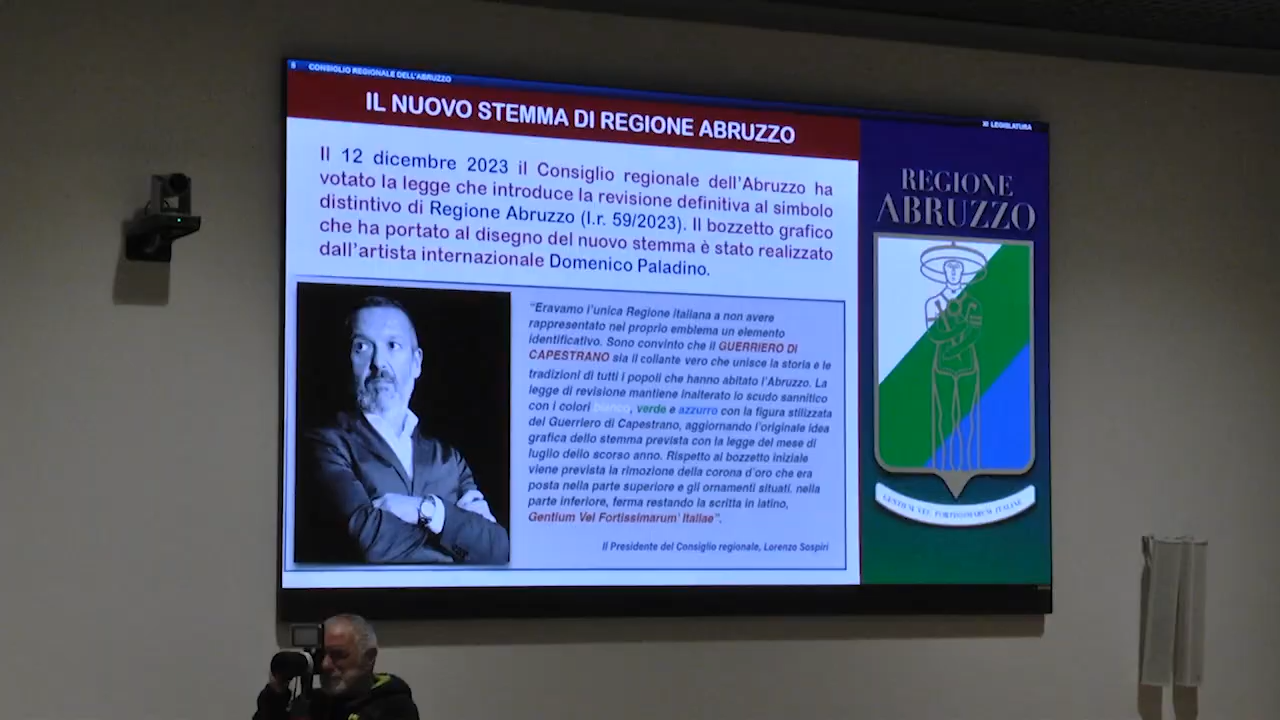 6 CONSIGLIO REGIONALE DELL'ABRUZZO
XI LEGISLATURA
IL NUOVO STEMMA DI REGIONE ABRUZZO
Il 12 dicembre 2023 il Consiglio regionale dell'Abruzzo ha
votato la legge che introduce la revisione definitiva al simbolo
distintivo di Regione Abruzzo (l.r. 59/2023). Il bozzetto grafico
che ha portato al disegno del nuovo stemma è stato realizzato
dall'artista internazionale Domenico Paladino.
"Eravamo l'unica Regione italiana a non avere
rappresentato nel proprio emblema un elemento
identificativo. Sono convinto che il GUERRIERO DI
CAPESTRANO sia il collante vero che unisce la storia e le
tradizioni di tutti i popoli che hanno abitato l'Abruzzo. La
legge di revisione mantiene inalterato lo scudo sannitico
con i colori bianco, verde e azzurro con la figura stilizzata
del Guerriero di Capestrano, aggiornando l'originale idea
grafica dello stemma prevista con la legge del mese di
luglio dello scorso anno. Rispetto al bozzetto iniziale
viene prevista la rimozione della corona d'oro che era
posta nella parte superiore e gli ornamenti situati. nella
parte inferiore, ferma restando la scritta in latino,
Gentium Vel Fortissimarum' Italiae".
Il Presidente del Consiglio regionale, Lorenzo Sospiri
REGIONE
ABRUZZO
GENTIUM VEL FORTISSIMARUM ITALIAE